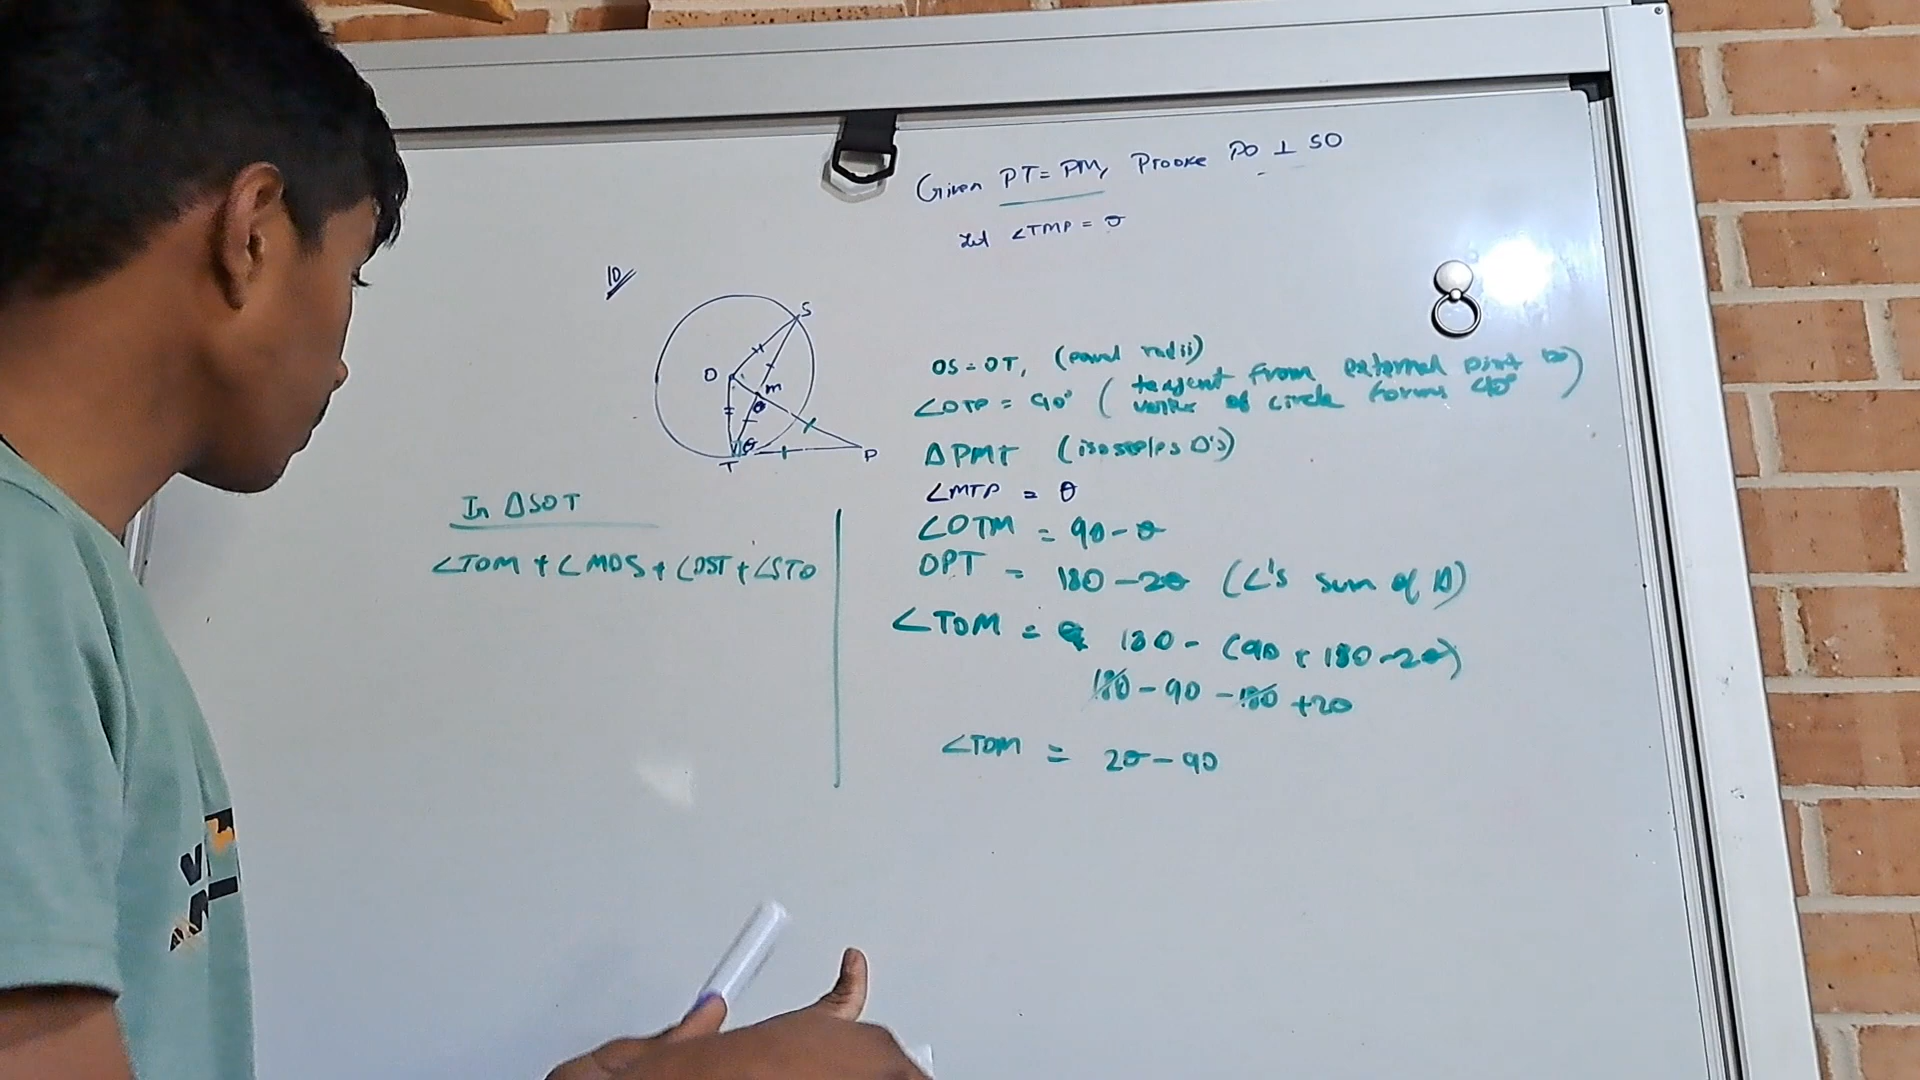 Given PT = PM, Proove PO ⊥ SO
Let ∠TMP = θ
10
S
O
M
θ
θ
T
P
OS = OT, (equal radii)
∠OTP = 90° ( tangent from external point to
of circle forms 90° )
ΔPMT (isosceles Δ's)
∠MTP = θ
∠OTM = 90-θ
OPT = 180-2θ (∠'s sum of Δ)
∠TOM = 180 - (90 + 180-2θ)
180 - 90 - 180 + 2θ
∠TOM = 2θ-90
In ΔSOT
∠TOM + ∠MOS + ∠OST + ∠STO